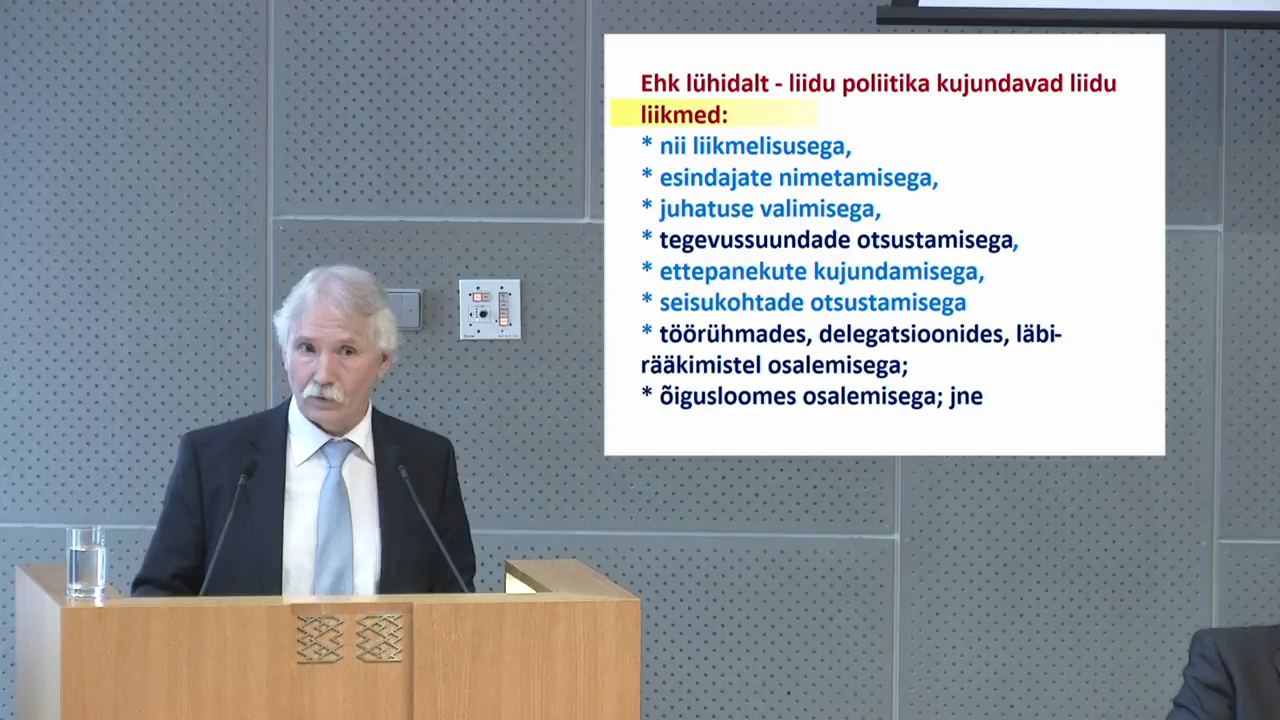 Ehk lühidalt - liidu poliitika kujundavad liidu
liikmed:
* nii liikmelisusega,
* esindajate nimetamisega,
* juhatuse valimisega,
* tegevussuundade otsustamisega,
* ettepanekute kujundamisega,
* seisukohtade otsustamisega
* töörühmades, delegatsioonides, läbi-
rääkimistel osalemisega;
* õigusloomes osalemisega; jne